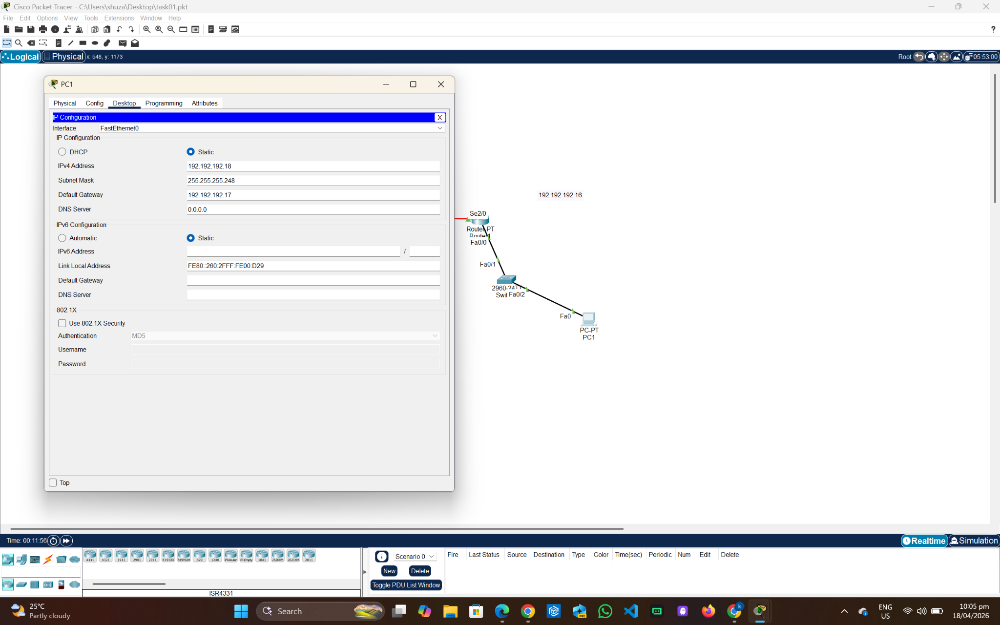 Cisco Packet Tracer - C:\Users\shuza\Desktop\task01.pkt
File Edit Options View Tools Extensions Window Help
?
Logical Physical x: 548, y: 1173 Root 05:53:00
PC1
Physical Config Desktop Programming Attributes
IP Configuration X
Interface FastEthernet0
IP Configuration
DHCP Static
IPv4 Address 192.192.192.18
Subnet Mask 255.255.255.248
Default Gateway 192.192.192.17
DNS Server 0.0.0.0
IPv6 Configuration
Automatic Static
IPv6 Address /
Link Local Address FE80::260:2FFF:FE00:D29
Default Gateway
DNS Server
802.1X
Use 802.1X Security
Authentication MD5
Username
Password
Top
192.192.192.16
Se2/0
Router-PT
Router1
Fa0/0
Fa0/1
2960-24TT
Swit Fa0/2
Fa0
PC-PT
PC1
Time: 00:11:56 Realtime Simulation
4331 4321 1941 2901 2911 819IOX 819HGW 829 1240 PT-Router PT-Empty 1841 2620XM 2621XM 2811
ISR4331
Scenario 0
New Delete
Toggle PDU List Window
Fire Last Status Source Destination Type Color Time(sec) Periodic Num Edit Delete
25°C
Partly cloudy
Search
PRE
k
ENG
US
10:05 pm
18/04/2026